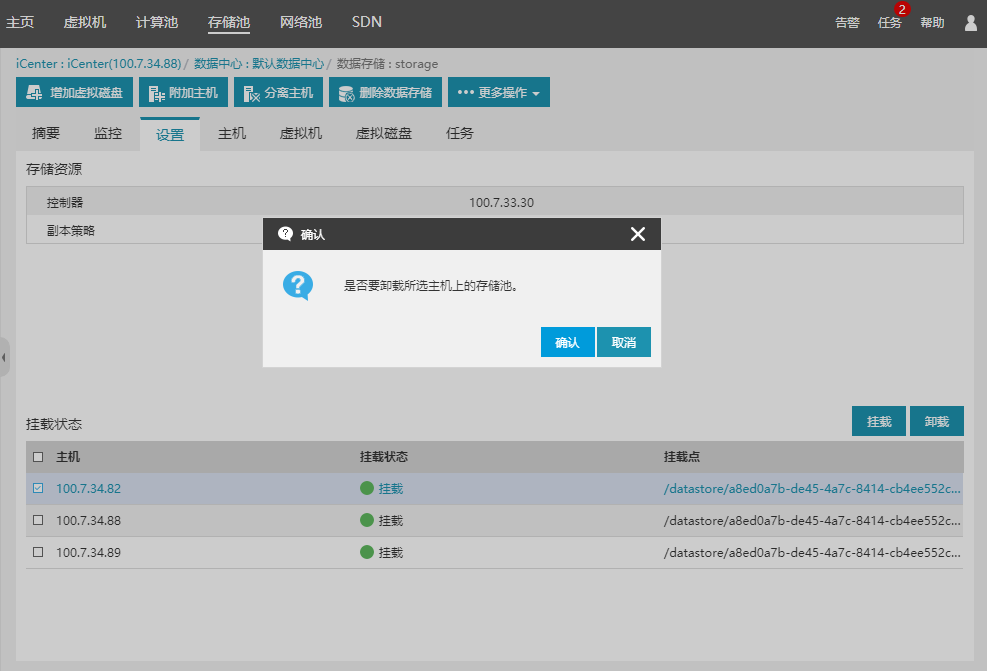 主页 虚拟机 计算池 存储池 网络池 SDN 告警 任务 2 帮助
iCenter : iCenter(100.7.34.88) / 数据中心 : 默认数据中心 / 数据存储 : storage
增加虚拟磁盘 附加主机 分离主机 删除数据存储 更多操作
摘要 监控 设置 主机 虚拟机 虚拟磁盘 任务
存储资源
控制器 100.7.33.30
副本策略
确认
是否要卸载所选主机上的存储池。
确认 取消
挂载状态 挂载 卸载
主机 挂载状态 挂载点
100.7.34.82 挂载 /datastore/a8ed0a7b-de45-4a7c-8414-cb4ee552c...
100.7.34.88 挂载 /datastore/a8ed0a7b-de45-4a7c-8414-cb4ee552c...
100.7.34.89 挂载 /datastore/a8ed0a7b-de45-4a7c-8414-cb4ee552c...